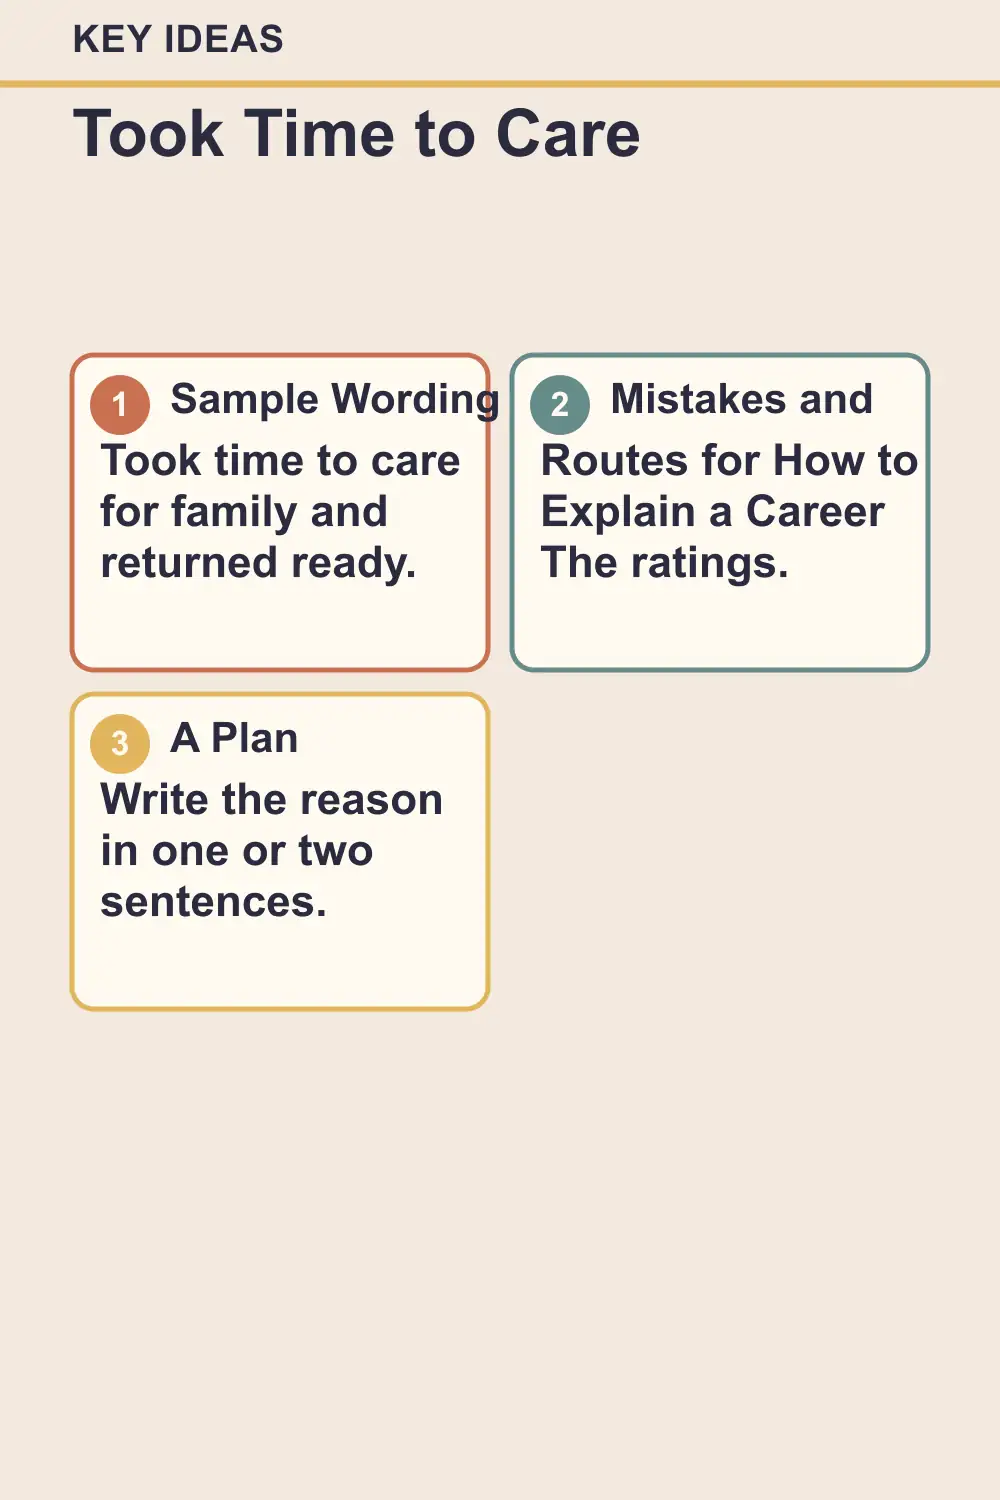 KEY IDEAS
Took Time to Care
1 Sample Wording
Took time to care
for family and
returned ready.
2 Mistakes and
Routes for How to
Explain a Career
The ratings.
3 A Plan
Write the reason
in one or two
sentences.